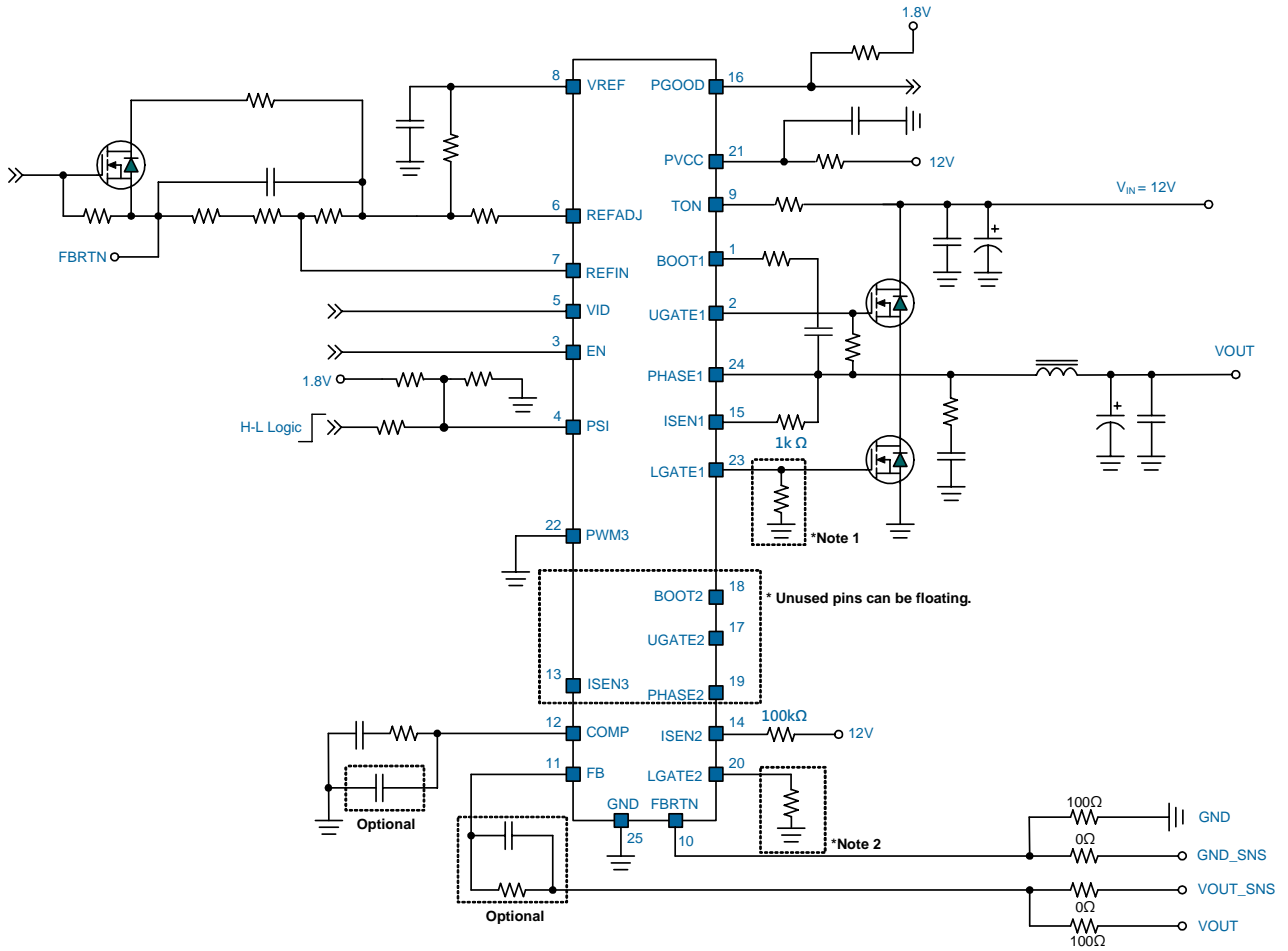 1.8V
8 VREF PGOOD 16
PVCC 21
12V
TON 9
V_IN = 12V
6 REFADJ
FBRTN
BOOT1 1
7 REFIN
5 VID
UGATE1 2
3 EN
PHASE1 24
VOUT
1.8V
ISEN1 15
H-L Logic
4 PSI
1k Ω
LGATE1 23
*Note 1
22 PWM3
BOOT2 18
* Unused pins can be floating.
UGATE2 17
13 ISEN3
PHASE2 19
12 COMP
ISEN2 14
100kΩ
12V
11 FB
LGATE2 20
Optional
GND FBRTN
25 10
*Note 2
100Ω
GND
0Ω
GND_SNS
VOUT_SNS
0Ω
Optional
VOUT
100Ω